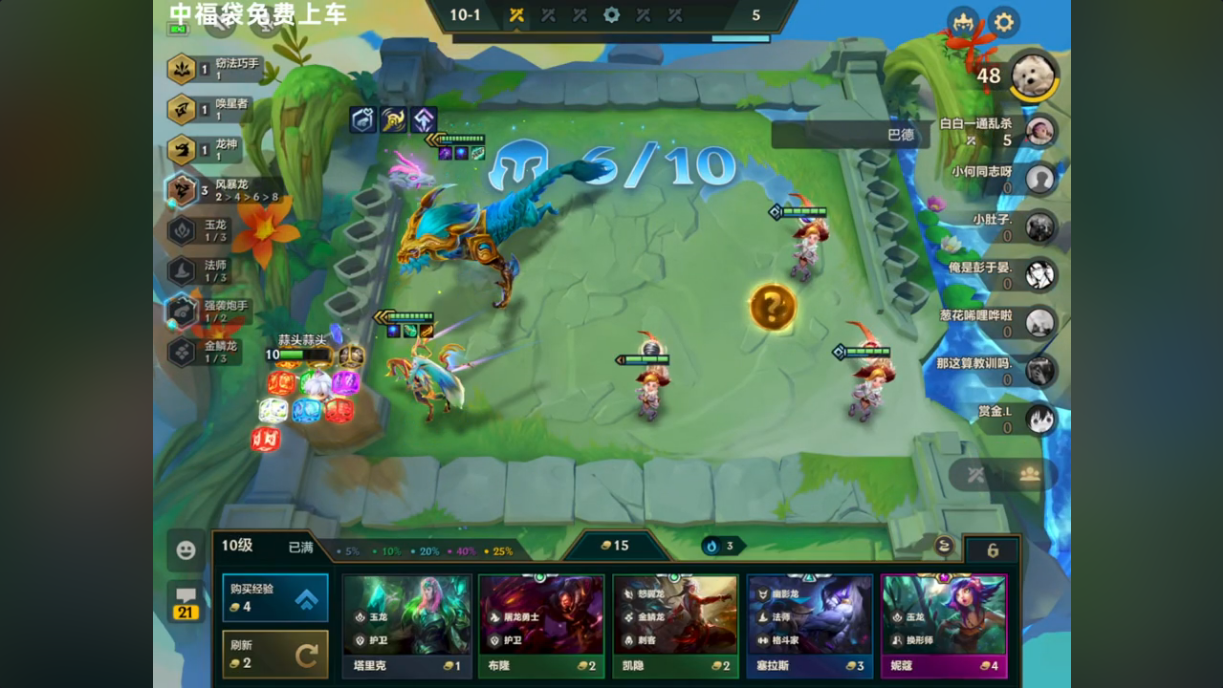 中福袋免费上车
10-1
5
1
窃法巧手
1
1
唤星者
1
1
龙神
1
3
风暴龙
2 > 4 > 6 > 8
玉龙
1 / 3
法师
1 / 3
强袭炮手
1 / 2
金鳞龙
1 / 3
蒜头蒜头
10
6/10
巴德
48
白白一通乱杀
5
小何同志呀
0
小肚子.
0
俺是彭于晏.
0
葱花唏哩哗啦
0
那这算教训吗.
0
赏金.L
0
21
10级
已满
5%
10%
20%
40%
25%
15
3
6
购买经验
4
刷新
2
玉龙
护卫
塔里克
1
屠龙勇士
护卫
布隆
2
怒翼龙
金鳞龙
刺客
凯隐
2
幽影龙
法师
格斗家
塞拉斯
3
玉龙
换形师
妮蔻
4